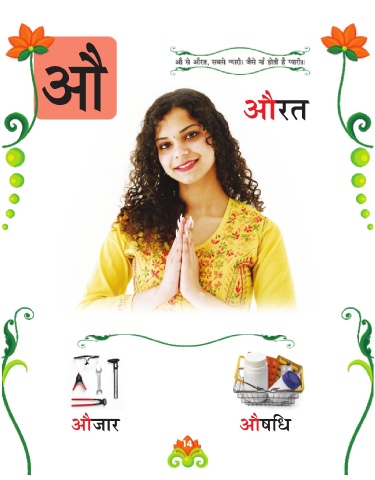 औ
औ से औरत, सबसे प्यारी। जैसे माँ होती है प्यारी॥
औरत
औजार
औषधि
14